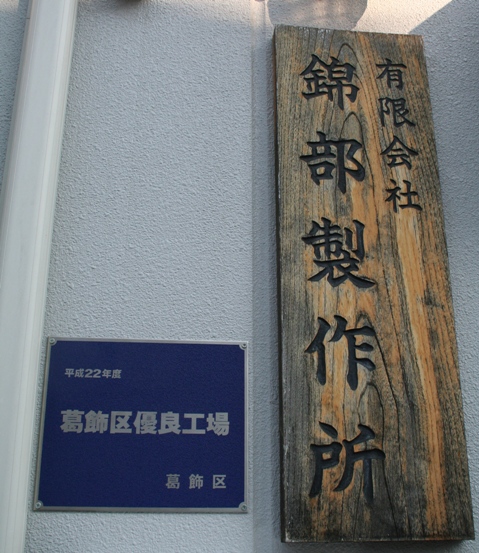 有限会社
錦部製作所
平成22年度
葛飾区優良工場
葛飾区